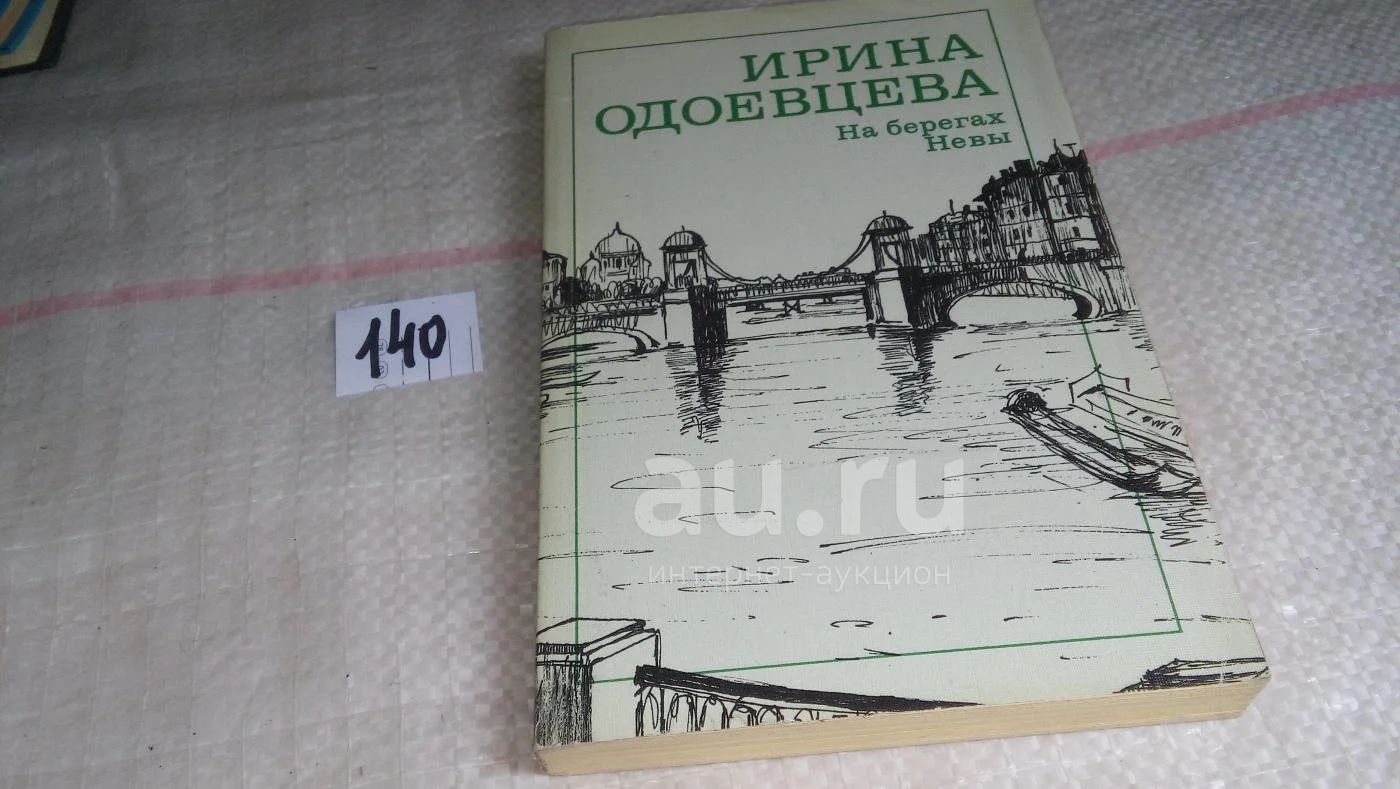 ИРИНА
ОДОЕВЦЕВА
На берегах
Невы
140
au.ru
интернет-аукцион